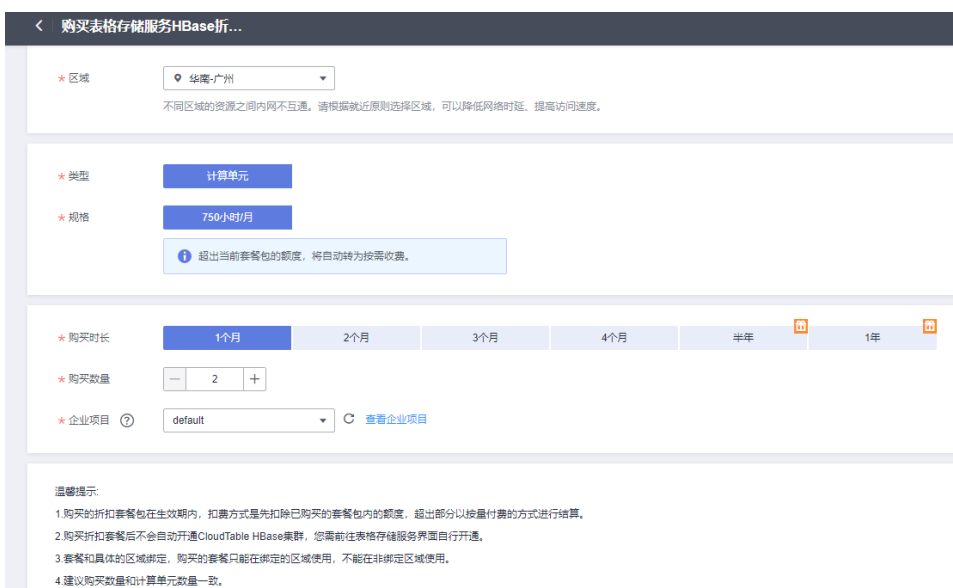 购买表格存储服务HBase折...
* 区域
华南-广州
不同区域的资源之间内网不互通。请根据就近原则选择区域，可以降低网络时延、提高访问速度。
* 类型
计算单元
* 规格
750小时/月
超出当前套餐包的额度，将自动转为按需收费。
* 购买时长
1个月 2个月 3个月 4个月 半年 1年
* 购买数量
— 2 +
* 企业项目 ?
default
查看企业项目
温馨提示:
1.购买的折扣套餐包在生效期内，扣费方式是先扣除已购买的套餐包内的额度，超出部分以按量付费的方式进行结算。
2.购买折扣套餐后不会自动开通CloudTable HBase集群，您需前往表格存储服务界面自行开通。
3.套餐和具体的区域绑定，购买的套餐只能在绑定的区域使用，不能在非绑定区域使用。
4.建议购买数量和计算单元数量一致。